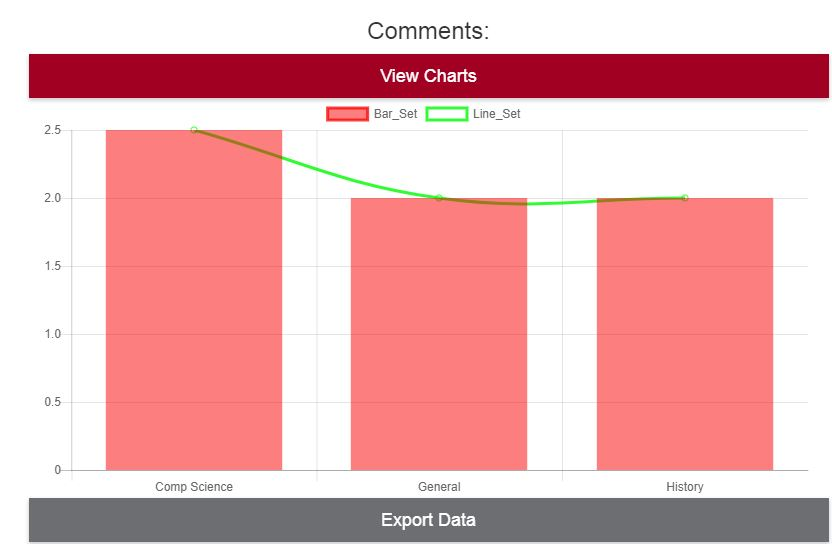 Comments:
View Charts
Bar_Set Line_Set
2.5
2.0
1.5
1.0
0.5
0
Comp Science General History
Export Data